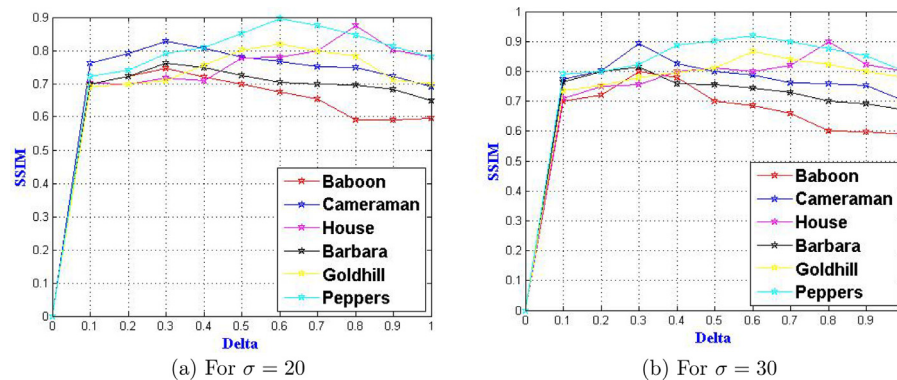 0.9
0.8
0.7
0.6
0.5
0.4
0.3
0.2
0.1
0
SSIM
0 0.1 0.2 0.3 0.4 0.5 0.6 0.7 0.8 0.9 1
Delta
Baboon
Cameraman
House
Barbara
Goldhill
Peppers
(a) For σ = 20
1
0.9
0.8
0.7
0.6
0.5
0.4
0.3
0.2
0.1
0
SSIM
0 0.1 0.2 0.3 0.4 0.5 0.6 0.7 0.8 0.9
Delta
Baboon
Cameraman
House
Barbara
Goldhill
Peppers
(b) For σ = 30